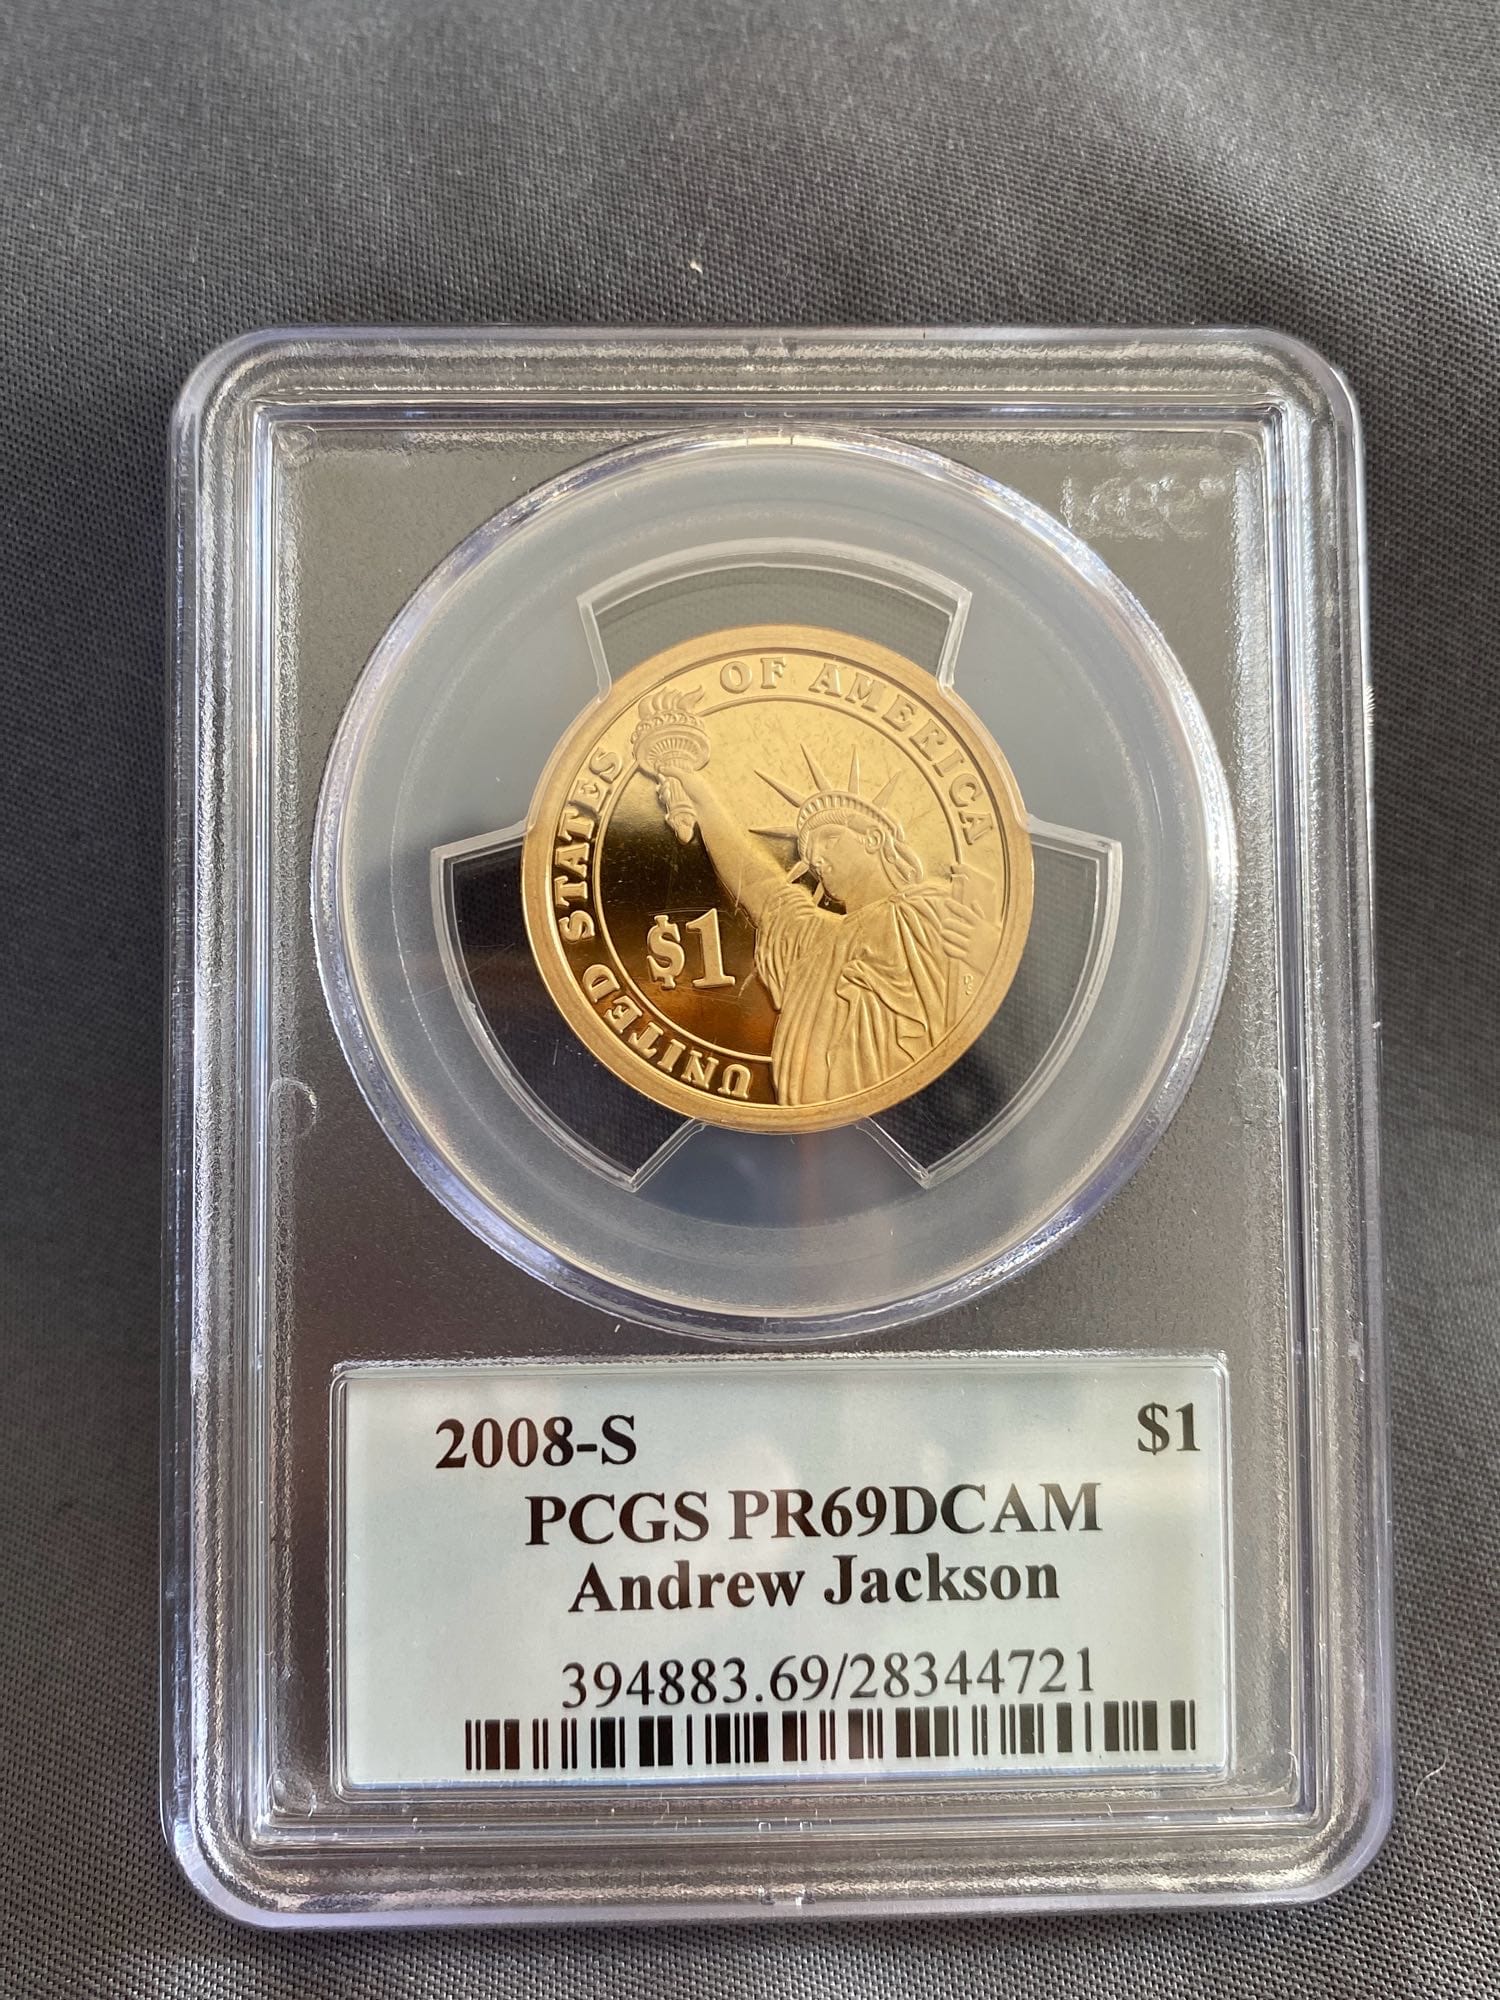 UNITED STATES OF AMERICA
$1
2008-S $1
PCGS PR69DCAM
Andrew Jackson
394883.69/28344721